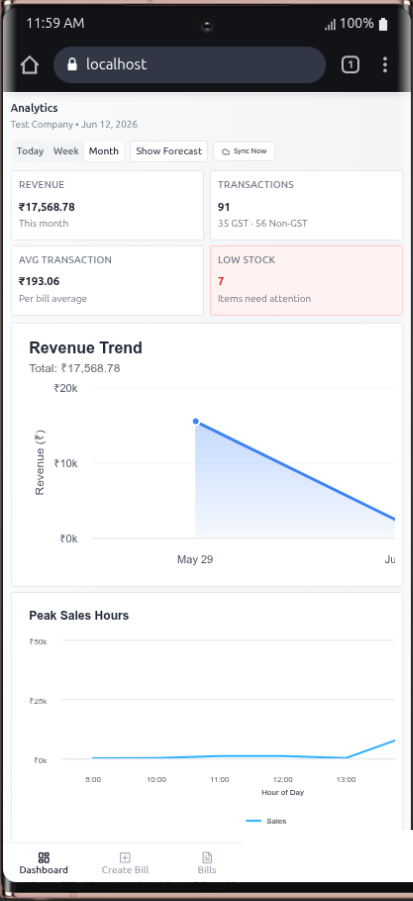 11:59 AM 100%
localhost 1
Analytics
Test Company • Jun 12, 2026
Today Week Month Show Forecast Sync Now
REVENUE
₹17,568.78
This month
TRANSACTIONS
91
35 GST · 56 Non-GST
AVG TRANSACTION
₹193.06
Per bill average
LOW STOCK
7
Items need attention
Revenue Trend
Total: ₹17,568.78
Revenue (₹)
₹20k
₹10k
₹0k
May 29 Ju
Peak Sales Hours
₹50k
₹25k
₹0k
8:00 10:00 11:00 12:00 13:00
Hour of Day
Sales
Dashboard Create Bill Bills